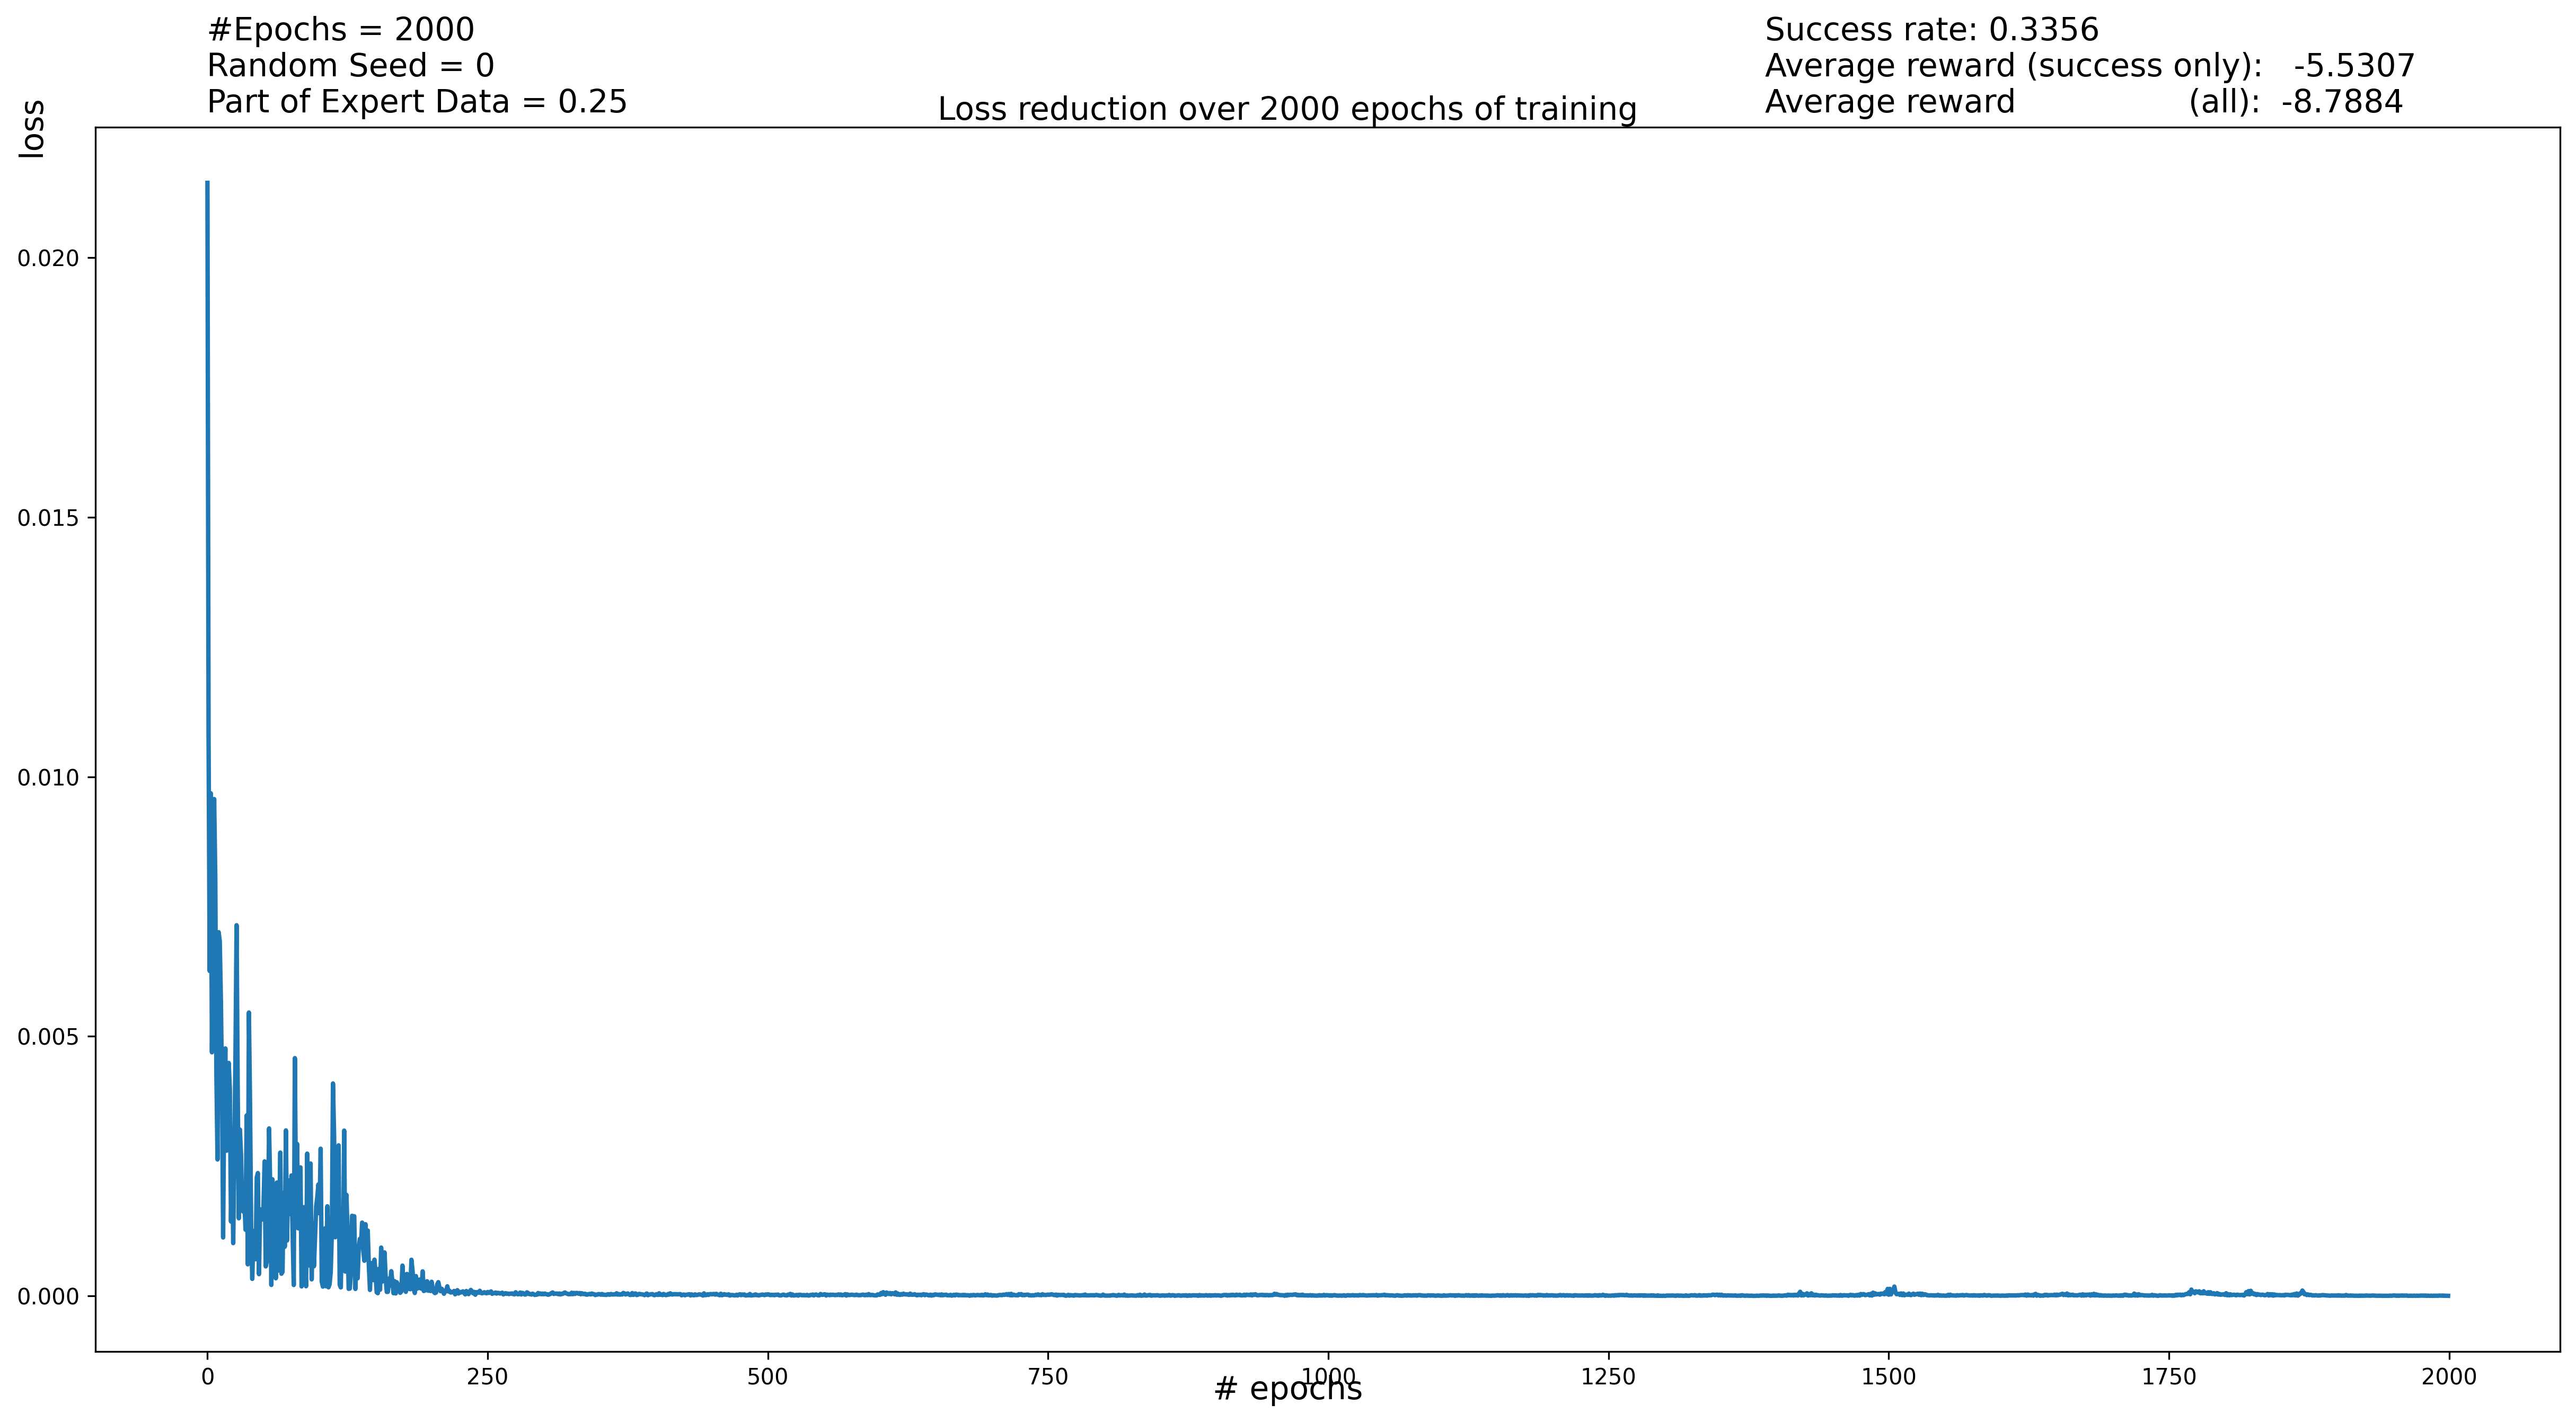 #Epochs = 2000
Random Seed = 0
Part of Expert Data = 0.25
Success rate: 0.3356
Average reward (success only): -5.5307
Average reward (all): -8.7884
Loss reduction over 2000 epochs of training
loss
0.020
0.015
0.010
0.005
0.000
0 250 500 750 1000 1250 1500 1750 2000
# epochs